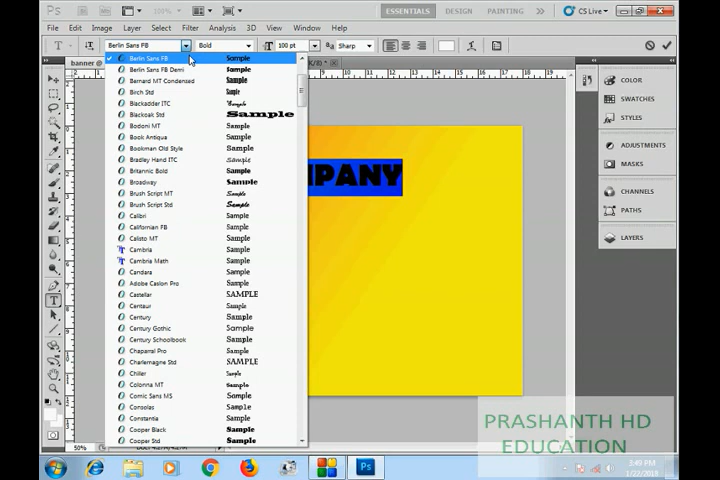 Ps 166% ESSENTIALS DESIGN PAINTING CS Live
File Edit Image Layer Select Filter Analysis 3D View Window Help
Berlin Sans FB Bold 100 pt Sharp
banner @
Berlin Sans FB Sample
Berlin Sans FB Demi Sample
Bernard MT Condensed Sample
Birch Std Sample
Blackadder ITC Sample
Blackoak Std Sample
Bodoni MT Sample
Book Antiqua Sample
Bookman Old Style Sample
Bradley Hand ITC Sample
Britannic Bold Sample
Broadway Sample
Brush Script MT Sample
Brush Script Std Sample
Calibri Sample
Californian FB Sample
Calisto MT Sample
Cambria Sample
Cambria Math Sample
Candara Sample
Adobe Caslon Pro Sample
Castellar SAMPLE
Centaur Sample
Century Sample
Century Gothic Sample
Century Schoolbook Sample
Chaparral Pro Sample
Charlemagne Std SAMPLE
Chiller Sample
Colonna MT Sample
Comic Sans MS Sample
Consolas Sample
Constantia Sample
Cooper Black Sample
Cooper Std Sample
MPANY
COLOR
SWATCHES
STYLES
ADJUSTMENTS
MASKS
CHANNELS
PATHS
LAYERS
50%
PRASHANTH HD
EDUCATION
3:49 PM
1/22/2018